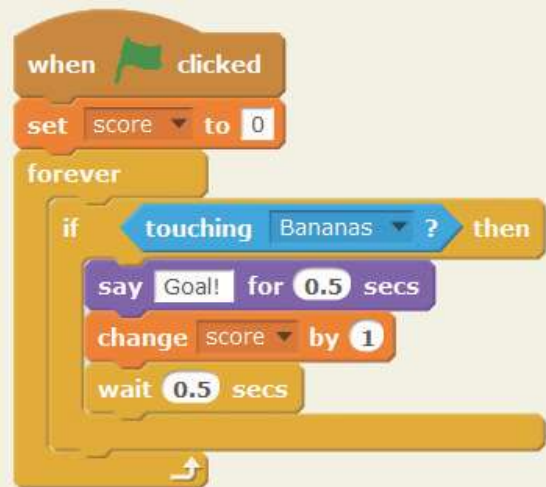 when clicked
set score to 0
forever
if touching Bananas ? then
say Goal! for 0.5 secs
change score by 1
wait 0.5 secs